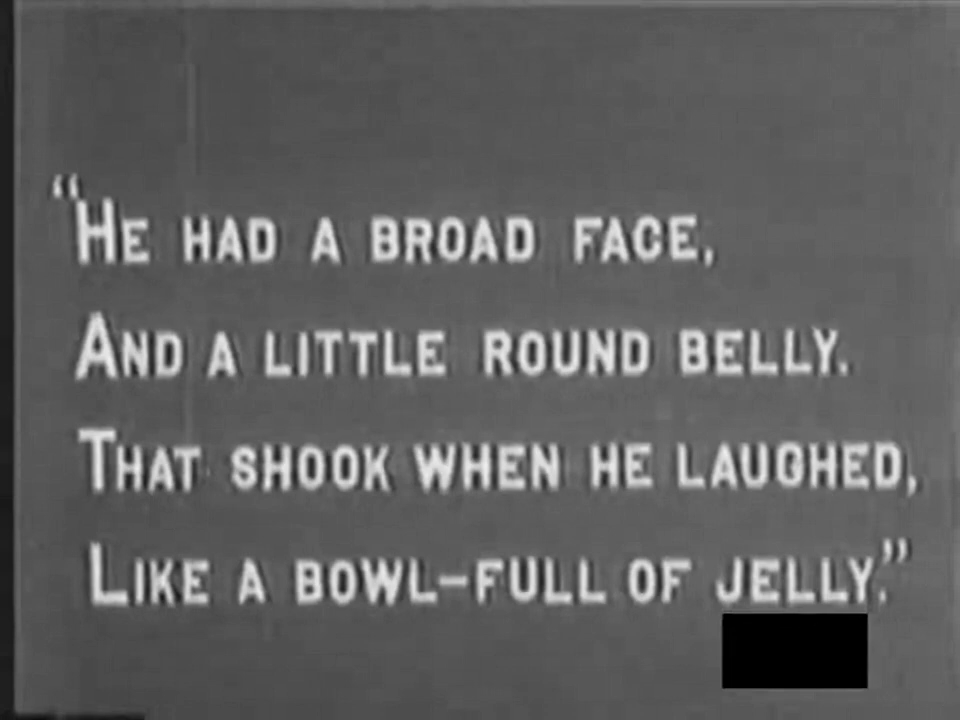 “He had a broad face,
And a little round belly.
That shook when he laughed,
Like a bowl-full of jelly.”